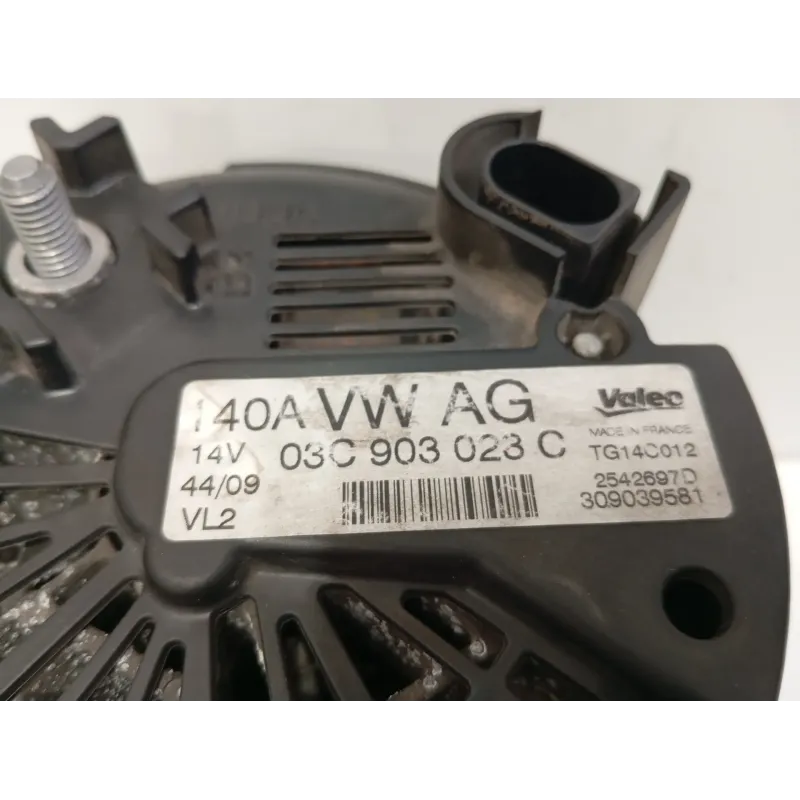 140A VW AG
14V 03C 903 023 C
44/09
VL2
Valeo
MADE IN FRANCE
TG14C012
2542697D
309039581